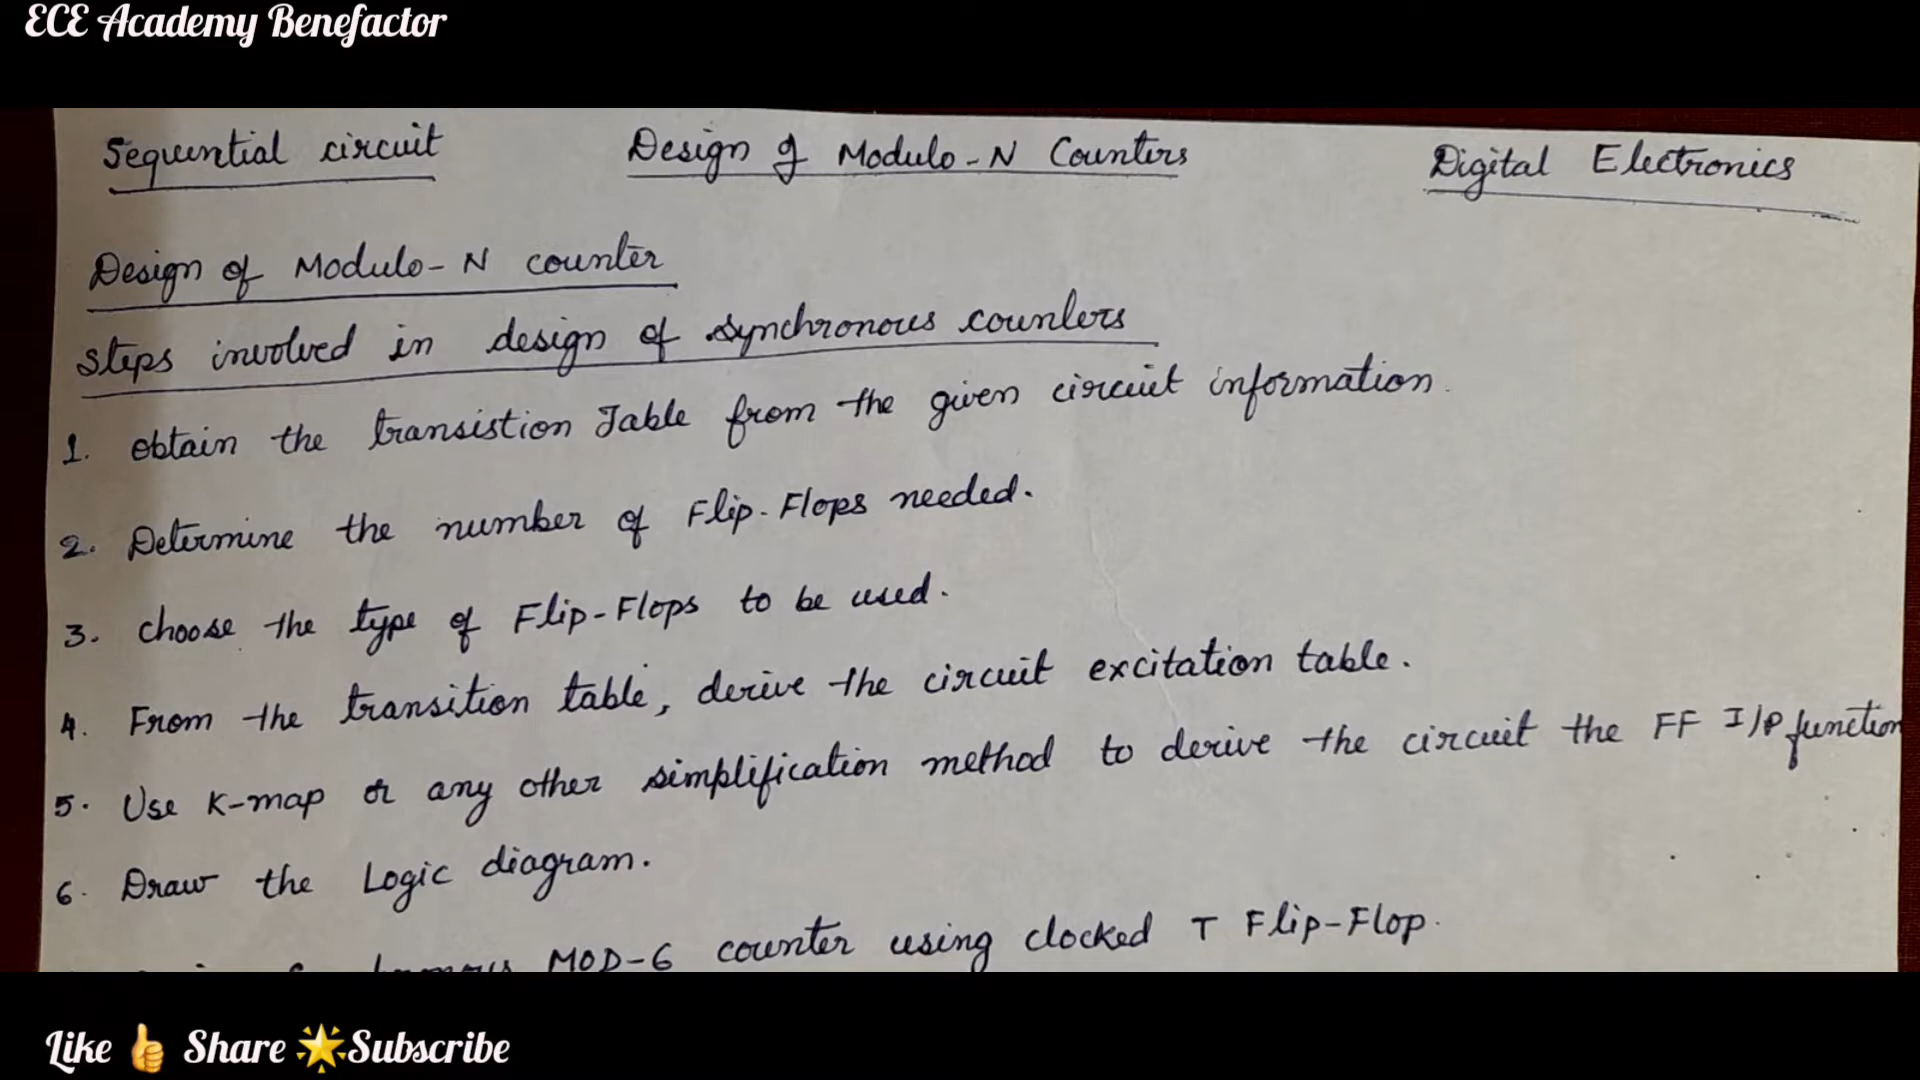 ECE Academy Benefactor
Sequential circuit Design of Modulo-N Counters Digital Electronics
Design of Modulo-N counter
Steps involved in design of synchronous counters
1. obtain the transistion Table from the given circuit information.
2. Determine the number of Flip-Flops needed.
3. choose the type of Flip-Flops to be used.
4. From the transition table, derive the circuit excitation table.
5. Use K-map or any other simplification method to derive the circuit the FF I/P function
6. Draw the Logic diagram.
MOD-6 counter using clocked T Flip-Flop.
Like 👍 Share 🌟Subscribe